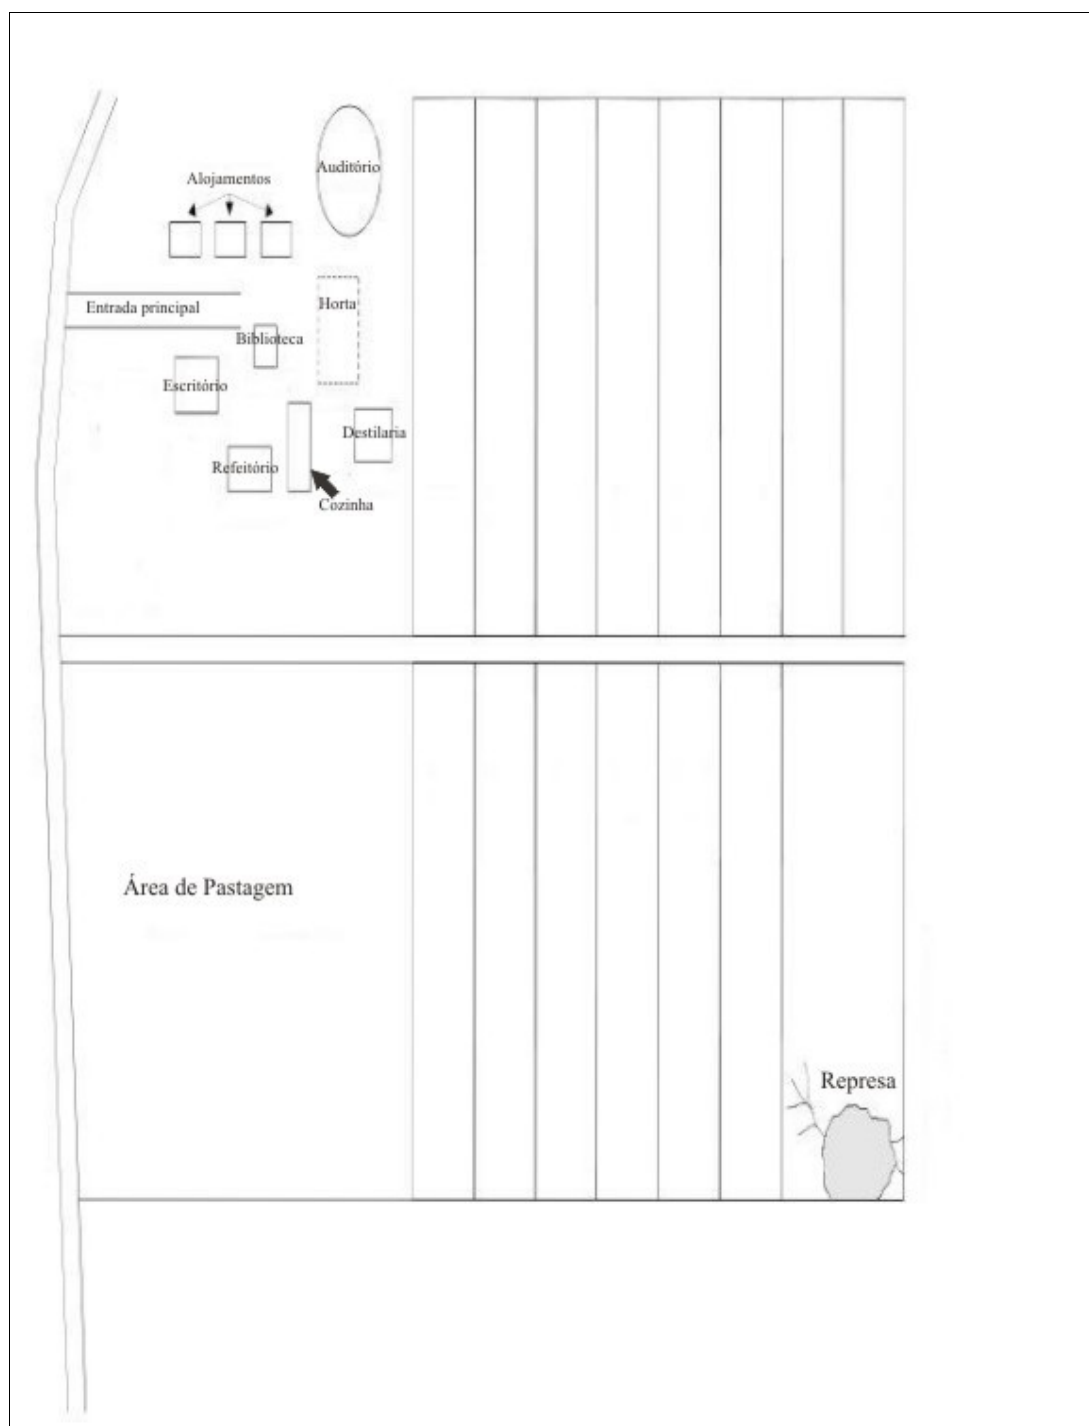 Auditório
Alojamentos
Entrada principal
Horta
Biblioteca
Escritório
Destilaria
Refeitório
Cozinha
Área de Pastagem
Represa